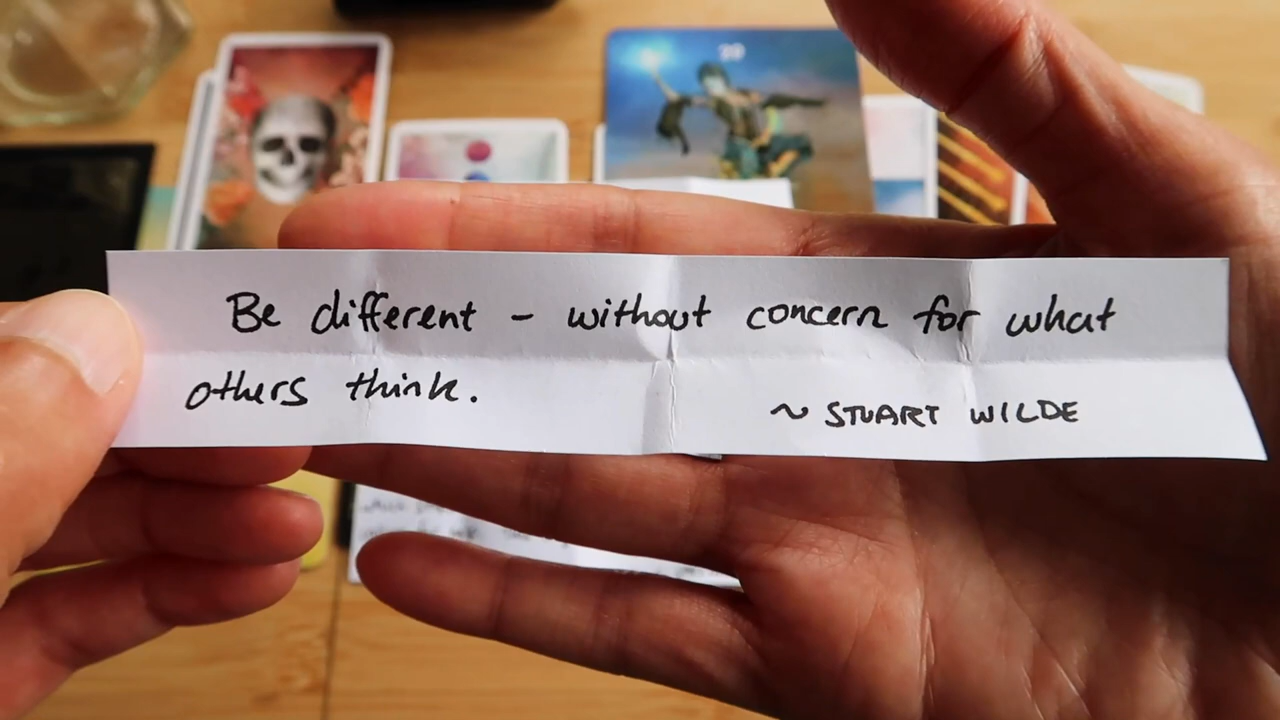 Be different - without concern for what
others think.
~ STUART WILDE